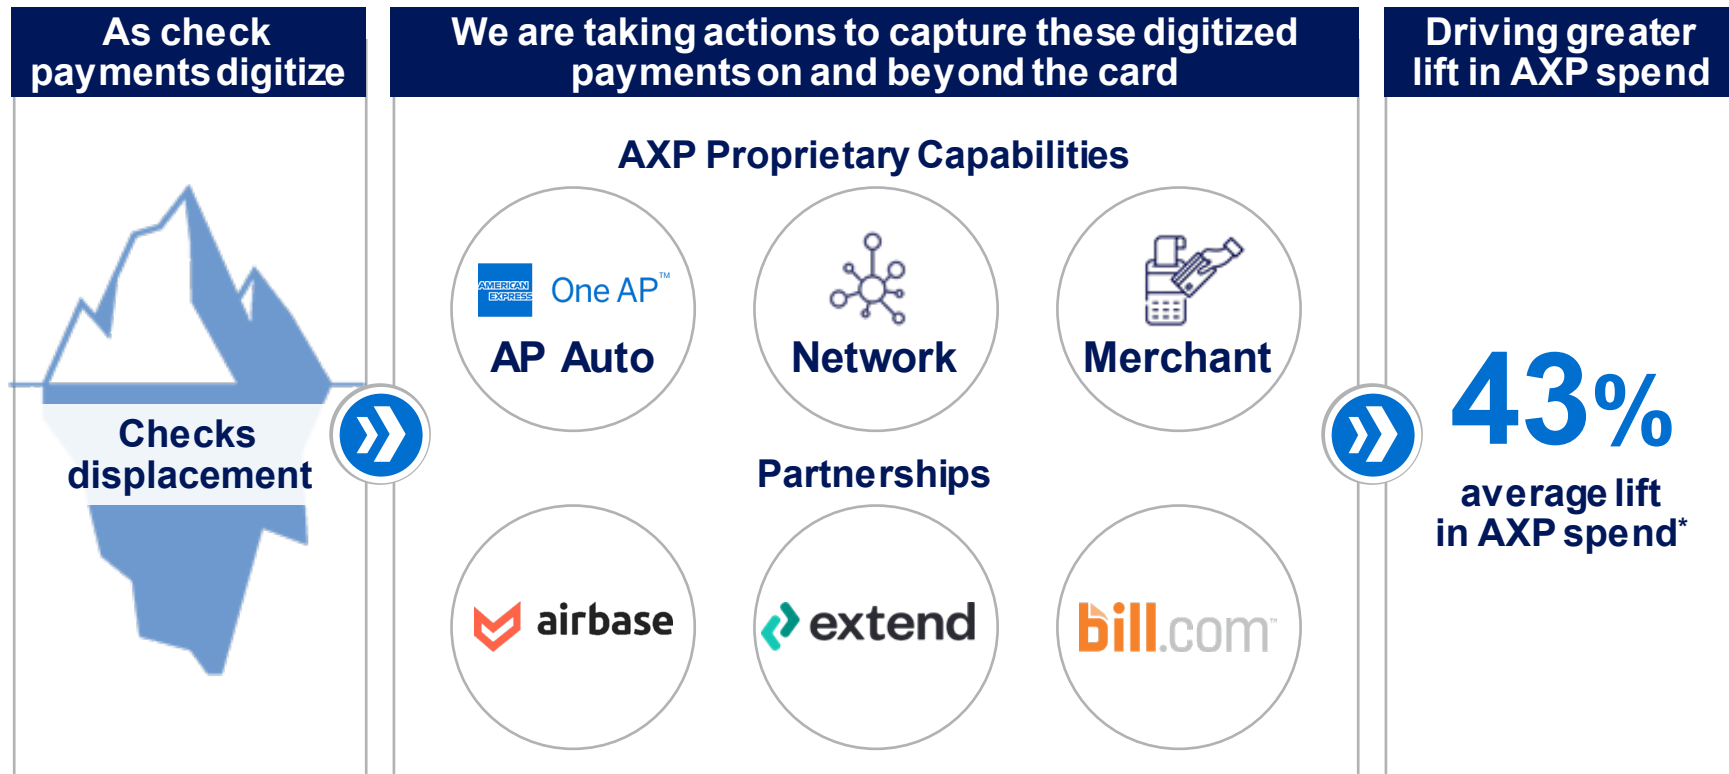 As check
payments digitize
We are taking actions to capture these digitized
payments on and beyond the card
Driving greater
lift in AXP spend
AXP Proprietary Capabilities
AMERICAN
EXPRESS
One AP™
AP Auto
Network
Merchant
Checks
displacement
43%
average lift
in AXP spend*
Partnerships
airbase
extend
bill.com™